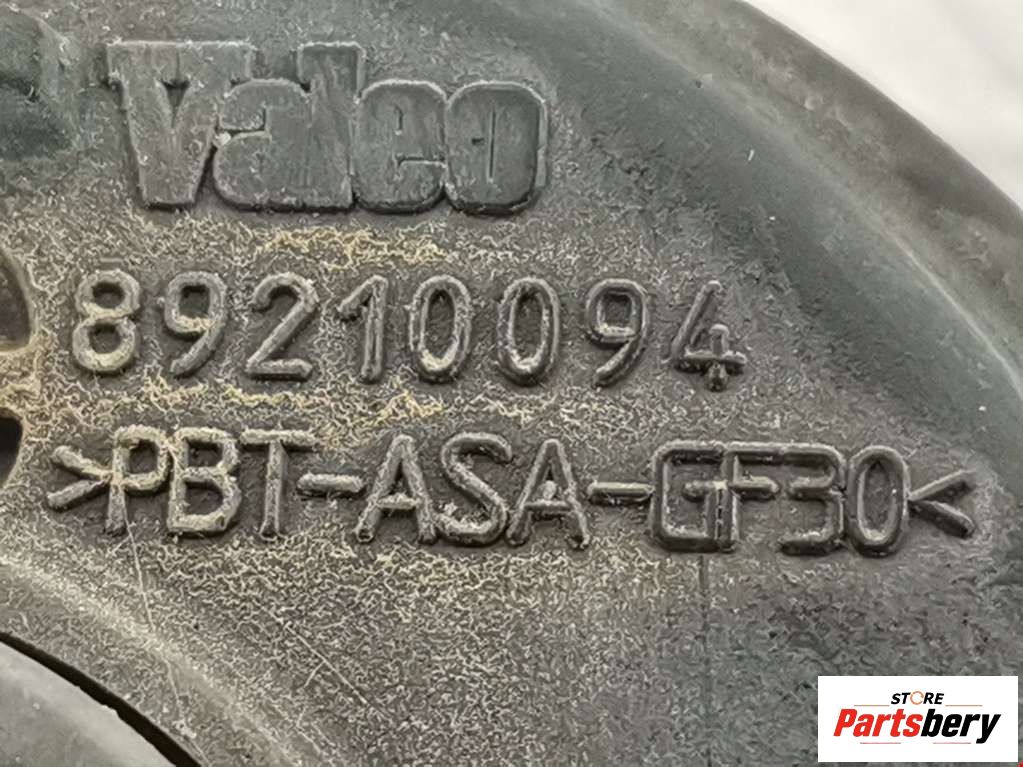 Valeo
89210094
>PBT-ASA-GF30<
STORE
Partsbery